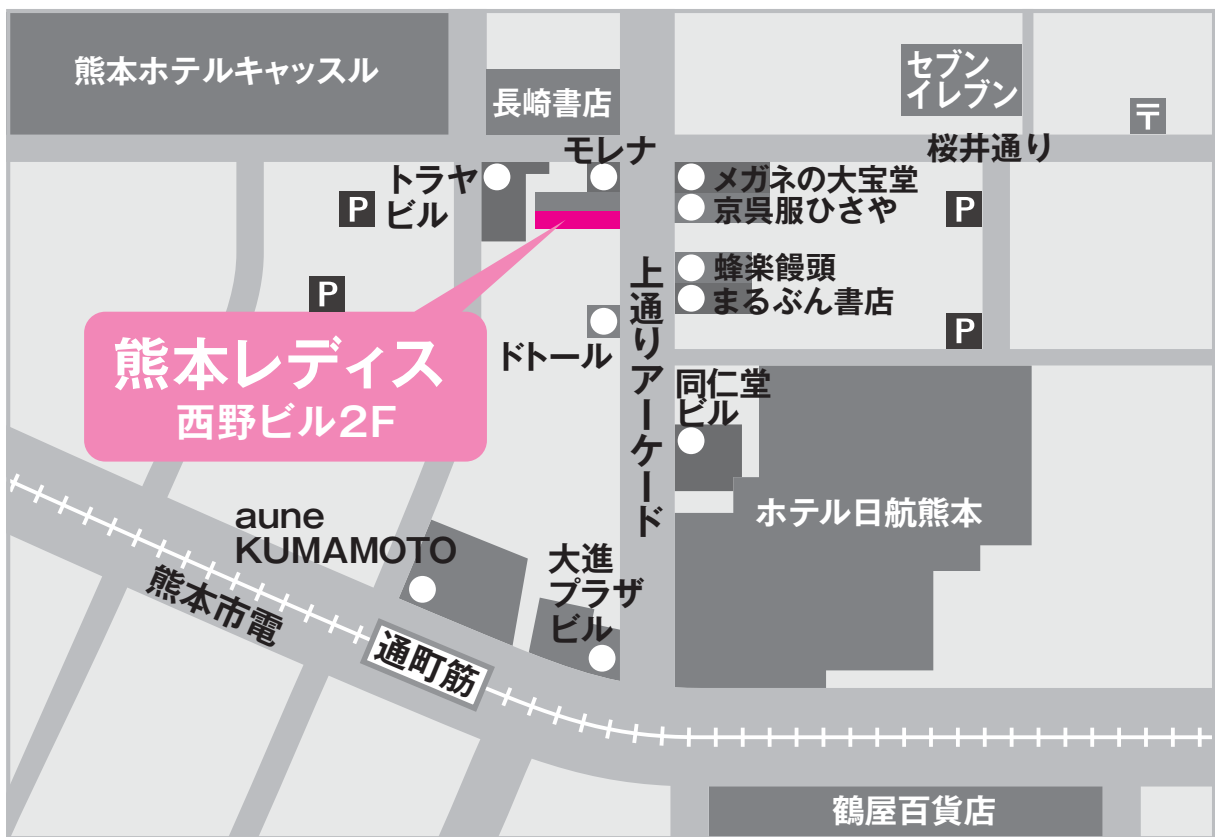 熊本ホテルキャッスル
長崎書店
セブン
イレブン
〒
桜井通り
モレナ
トラヤ
ビル
メガネの大宝堂
京呉服ひさや
P
P
蜂楽饅頭
まるぶん書店
P
P
上通りアーケード
ドトール
熊本レディス
西野ビル2F
同仁堂
ビル
ホテル日航熊本
aune
KUMAMOTO
大進
プラザ
ビル
熊本市電
通町筋
鶴屋百貨店